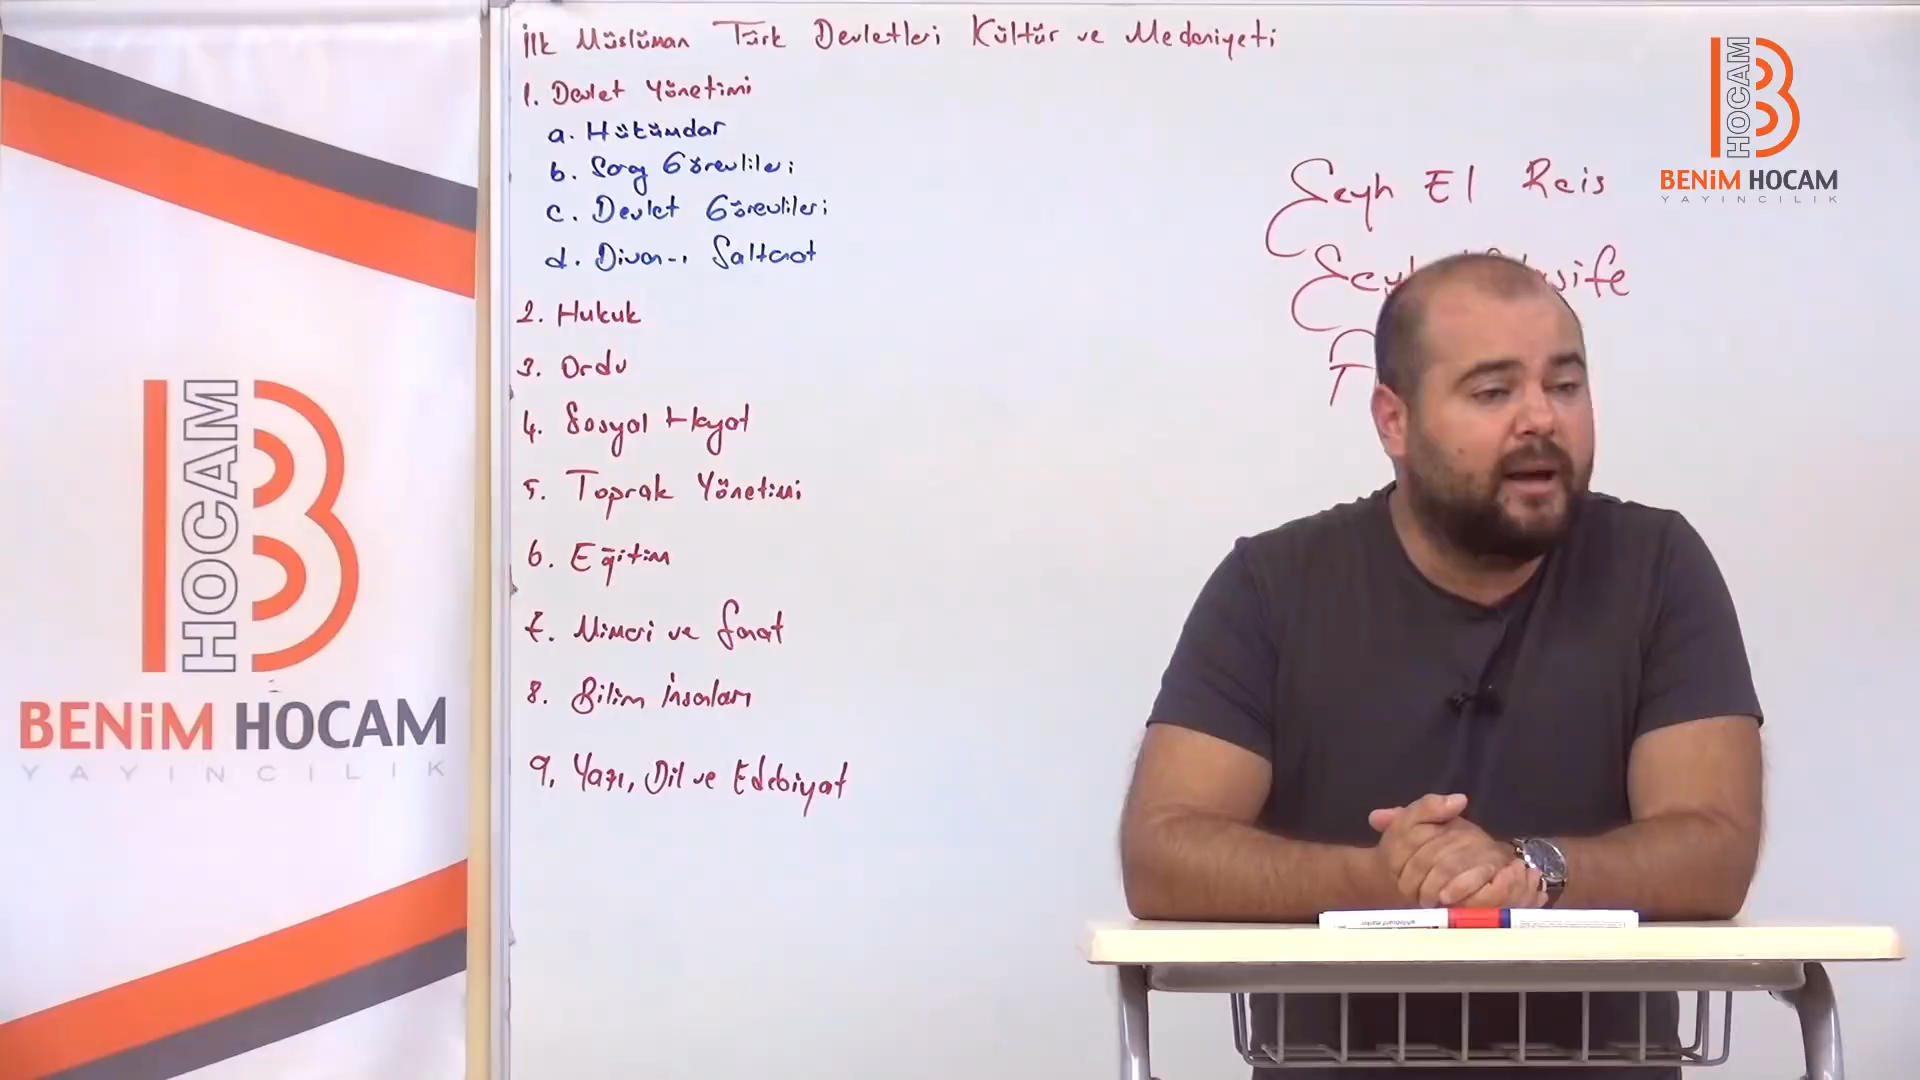 İlk Müslüman Türk Devletleri Kültür ve Medeniyeti
1. Devlet Yönetimi
a. Hükümdar
b. Saray Görevlileri
c. Devlet Görevlileri
d. Divan-ı Saltanat
2. Hukuk
3. Ordu
4. Sosyal Hayat
5. Toprak Yönetimi
6. Eğitim
7. Mimari ve Sanat
8. Bilim İnsanları
9. Yazı, Dil ve Edebiyat
Şeyh El Reis
HOCAM
BENiM HOCAM
YAYINCILIK
HOCAM
BENiM HOCAM
YAYINCILIK